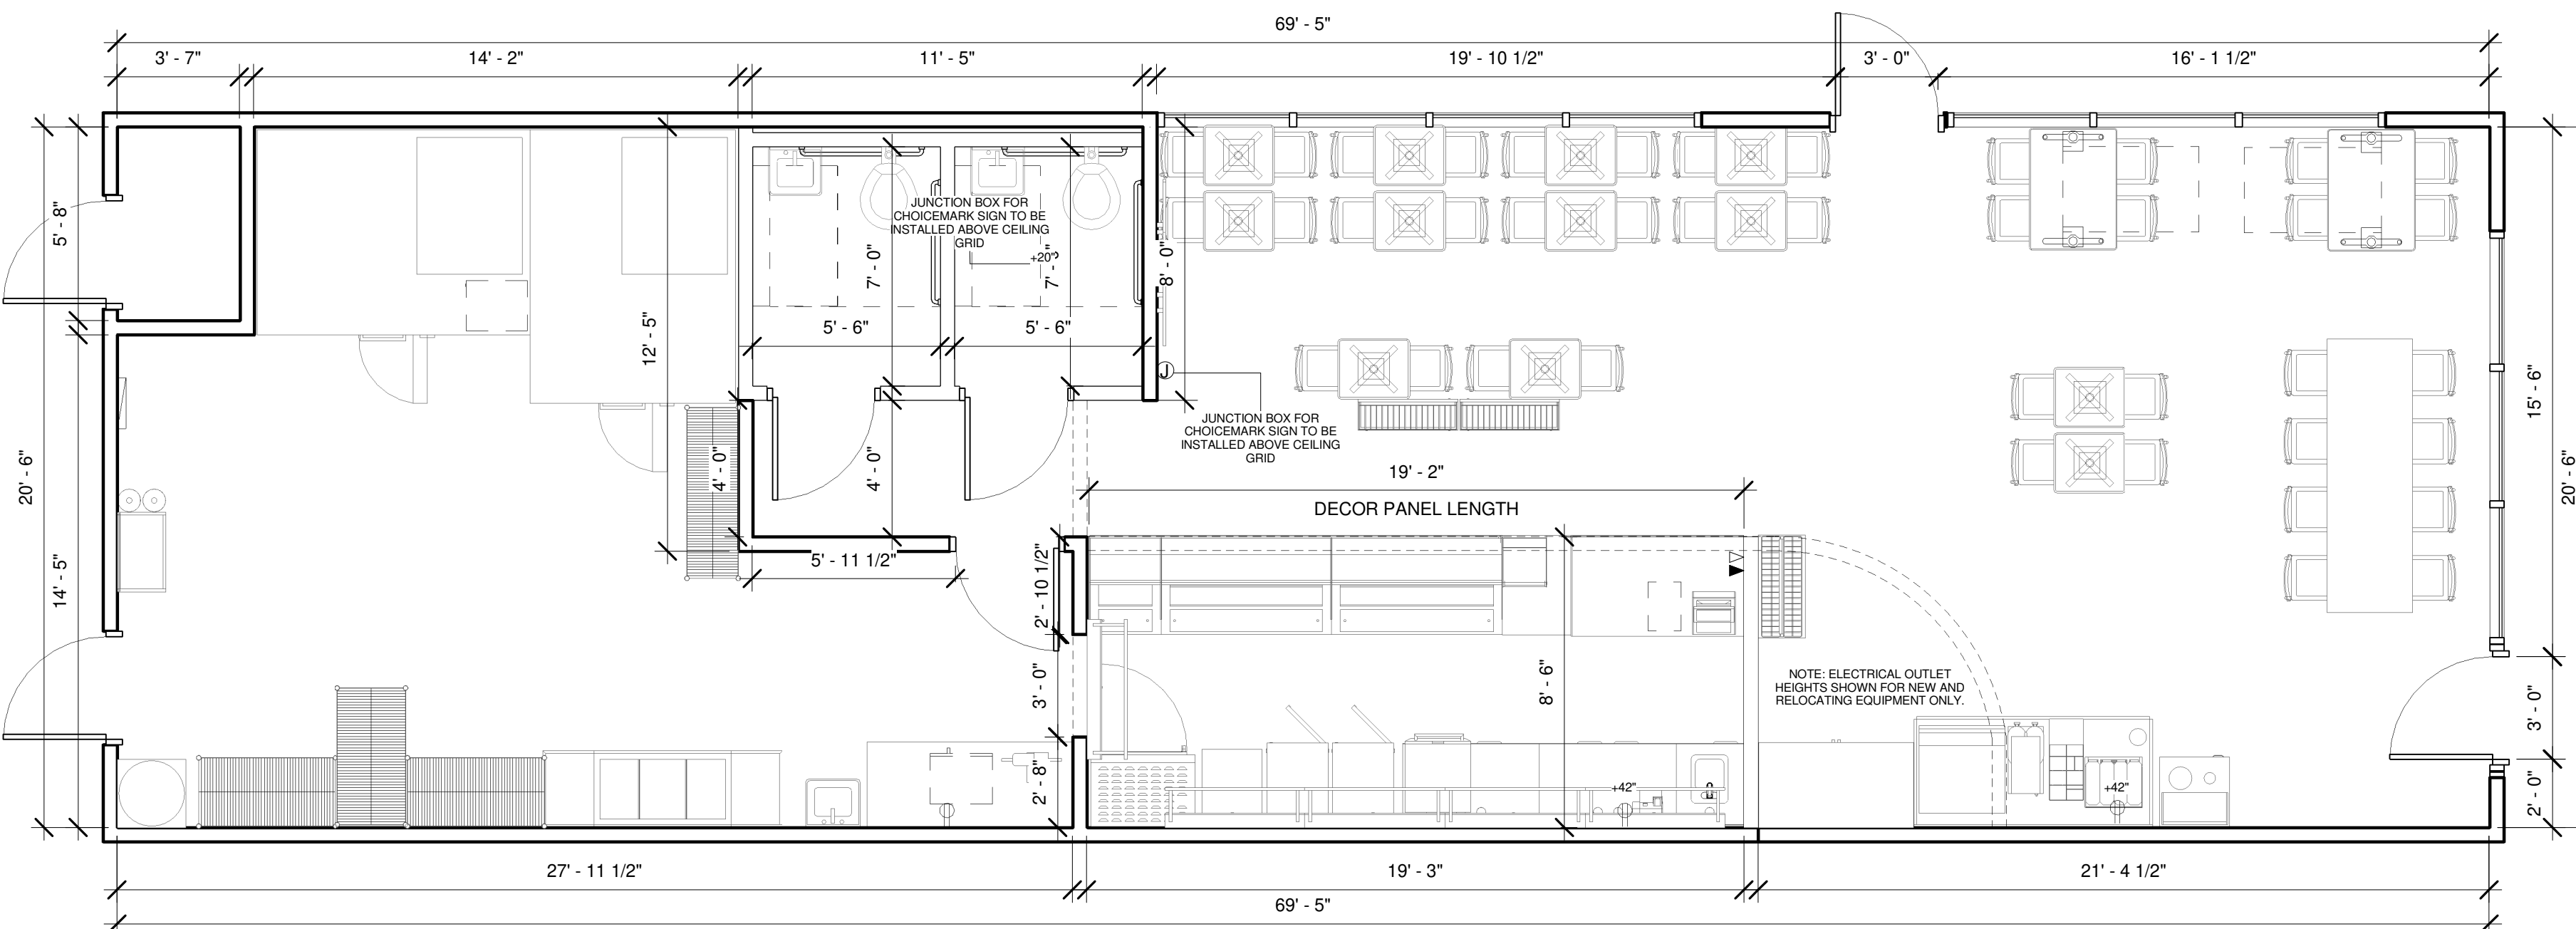 69' - 5"
3' - 7"
14' - 2"
11' - 5"
19' - 10 1/2"
3' - 0"
16' - 1 1/2"
5' - 8"
JUNCTION BOX FOR
CHOICEMARK SIGN TO BE
INSTALLED ABOVE CEILING
GRID
+20"
7' - 0"
8' - 0"
12' - 5"
5' - 6"
5' - 6"
J
15' - 6"
JUNCTION BOX FOR
CHOICEMARK SIGN TO BE
INSTALLED ABOVE CEILING
GRID
20' - 6"
4' - 0"
4' - 0"
19' - 2"
20' - 6"
DECOR PANEL LENGTH
14' - 5"
5' - 11 1/2"
2' - 10 1/2"
3' - 0"
8' - 6"
NOTE: ELECTRICAL OUTLET
HEIGHTS SHOWN FOR NEW AND
RELOCATING EQUIPMENT ONLY.
3' - 0"
2' - 8"
+42"
+42"
2' - 0"
27' - 11 1/2"
19' - 3"
21' - 4 1/2"
69' - 5"